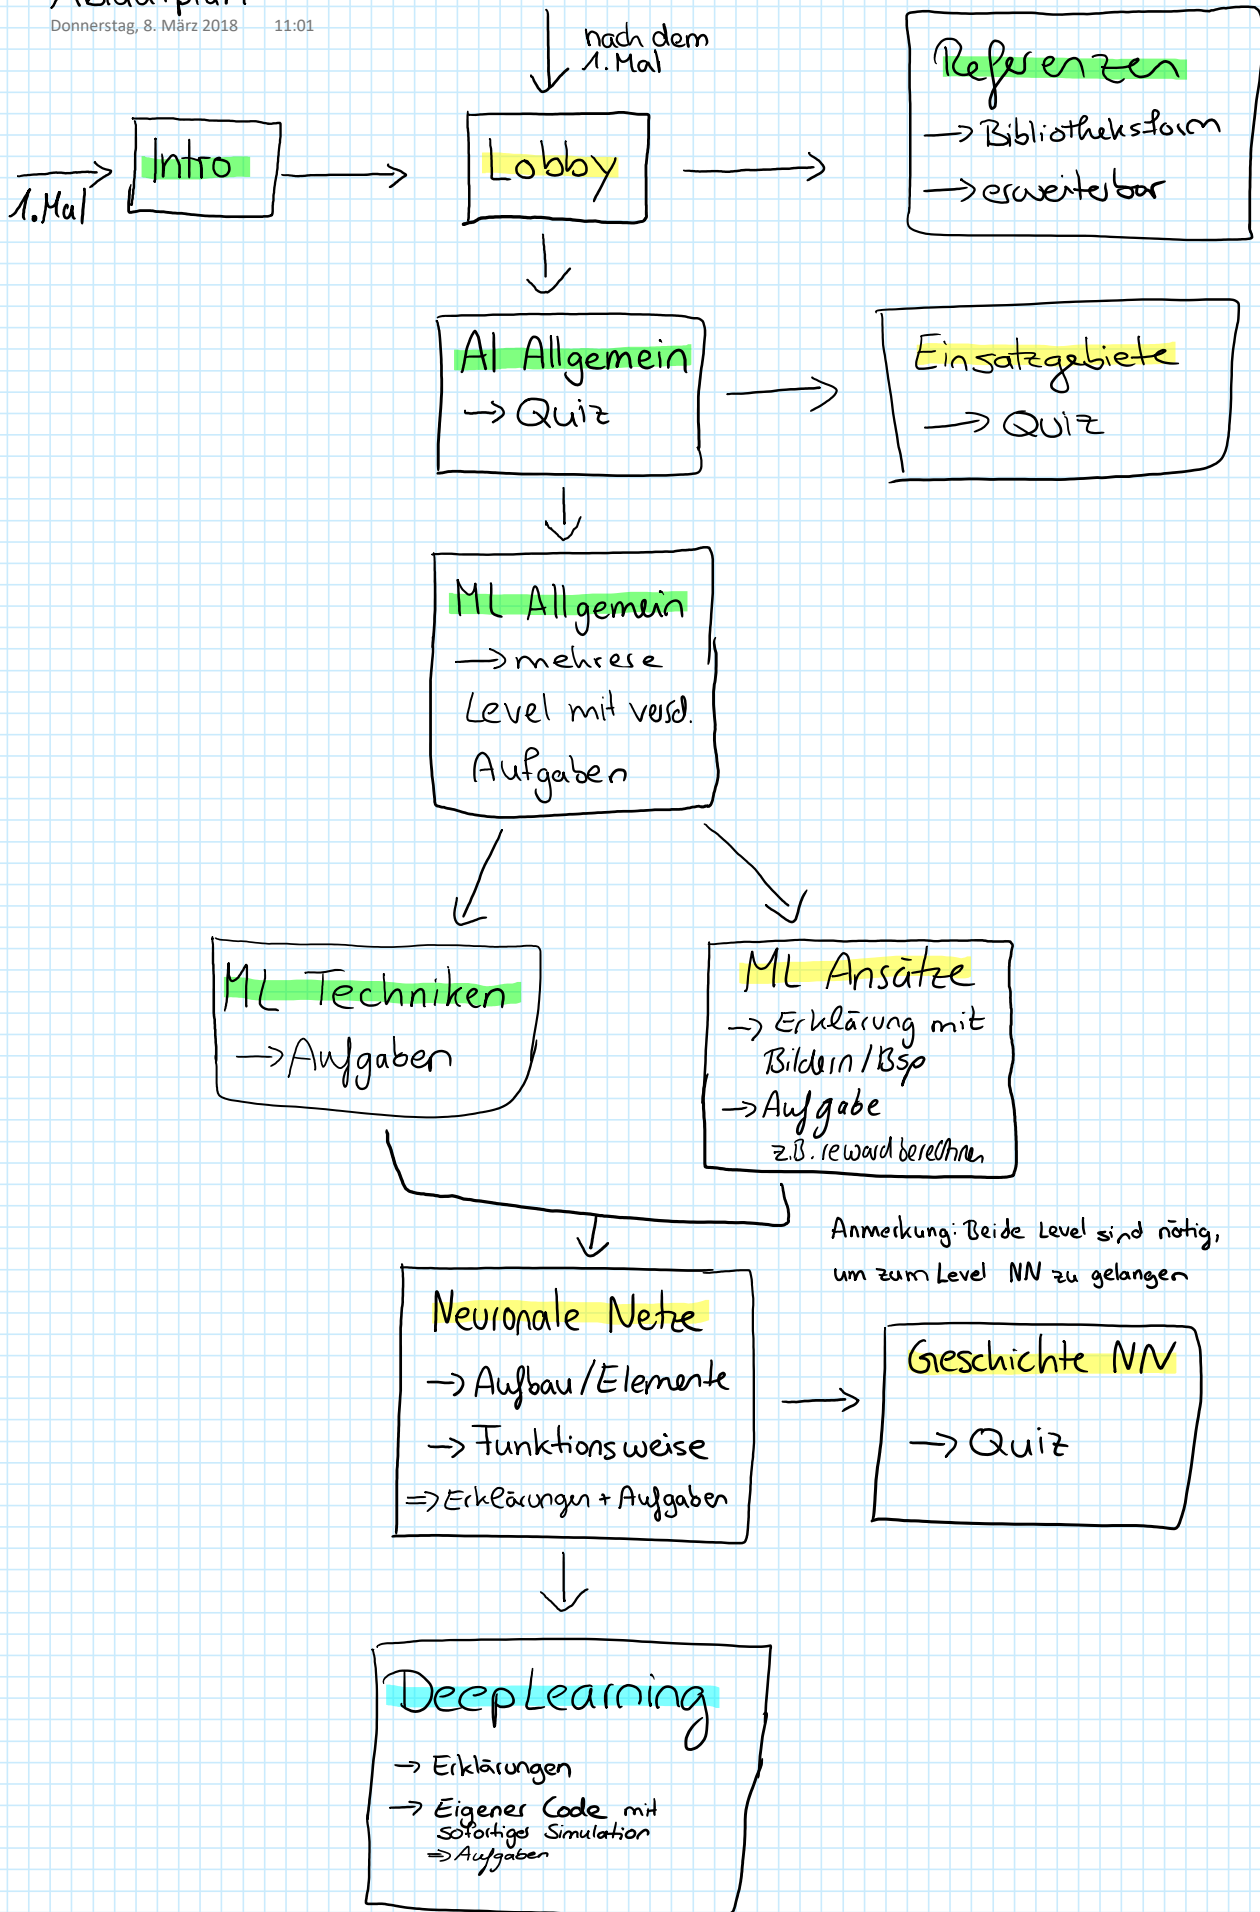 Ablaufplan
Donnerstag, 8. März 2018 11:01
nach dem
1. Mal
1. Mal
Intro
Lobby
Referenzen
→ Bibliotheksform
→ erweiterbar
AI Allgemein
→ Quiz
Einsatzgebiete
→ Quiz
ML Allgemein
→ mehrere
Level mit versch.
Aufgaben
ML Techniken
→ Aufgaben
ML Ansätze
→ Erklärung mit
Bildern/Bsp
→ Aufgabe
z.B. reward berechnen
Anmerkung: Beide Level sind nötig,
um zum Level NN zu gelangen
Neuronale Netze
→ Aufbau/Elemente
→ Funktionsweise
⇒ Erklärungen + Aufgaben
Geschichte NN
→ Quiz
DeepLearning
→ Erklärungen
→ Eigener Code mit
sofortiger Simulation
⇒ Aufgaben